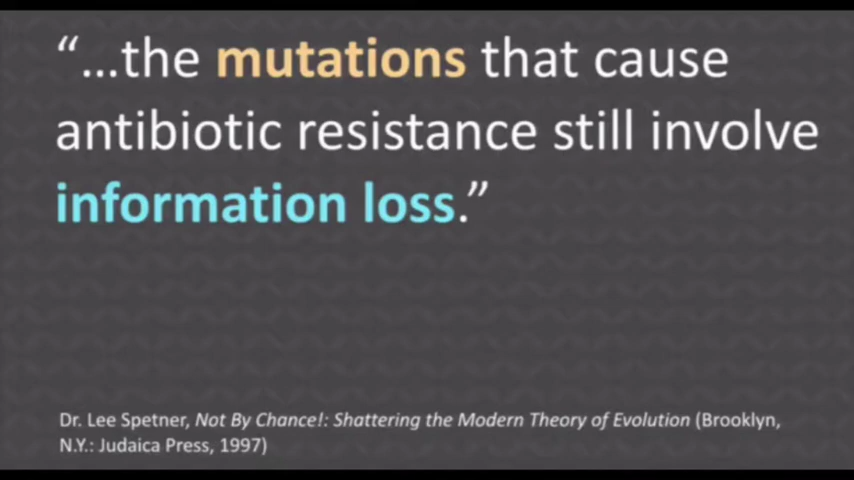 “...the mutations that cause
antibiotic resistance still involve
information loss.”
Dr. Lee Spetner, Not By Chance!: Shattering the Modern Theory of Evolution (Brooklyn,
N.Y.: Judaica Press, 1997)